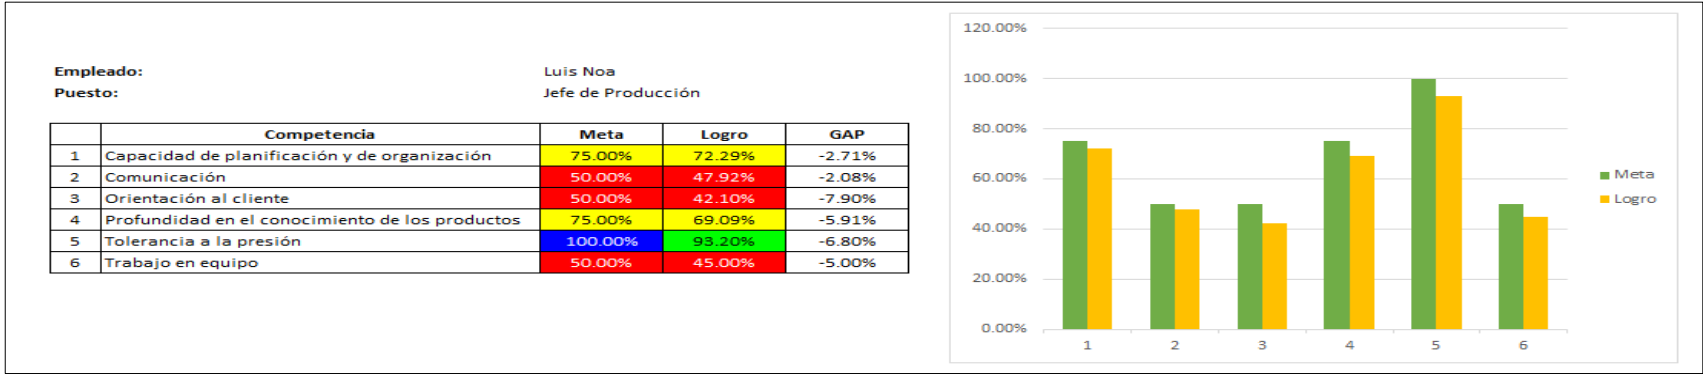 Empleado: Luis Noa
Puesto: Jefe de Producción
Competencia Meta Logro GAP
1 Capacidad de planificación y de organización 75.00% 72.29% -2.71%
2 Comunicación 50.00% 47.92% -2.08%
3 Orientación al cliente 50.00% 42.10% -7.90%
4 Profundidad en el conocimiento de los productos 75.00% 69.09% -5.91%
5 Tolerancia a la presión 100.00% 93.20% -6.80%
6 Trabajo en equipo 50.00% 45.00% -5.00%
120.00%
100.00%
80.00%
60.00%
40.00%
20.00%
0.00%
1 2 3 4 5 6
Meta
Logro